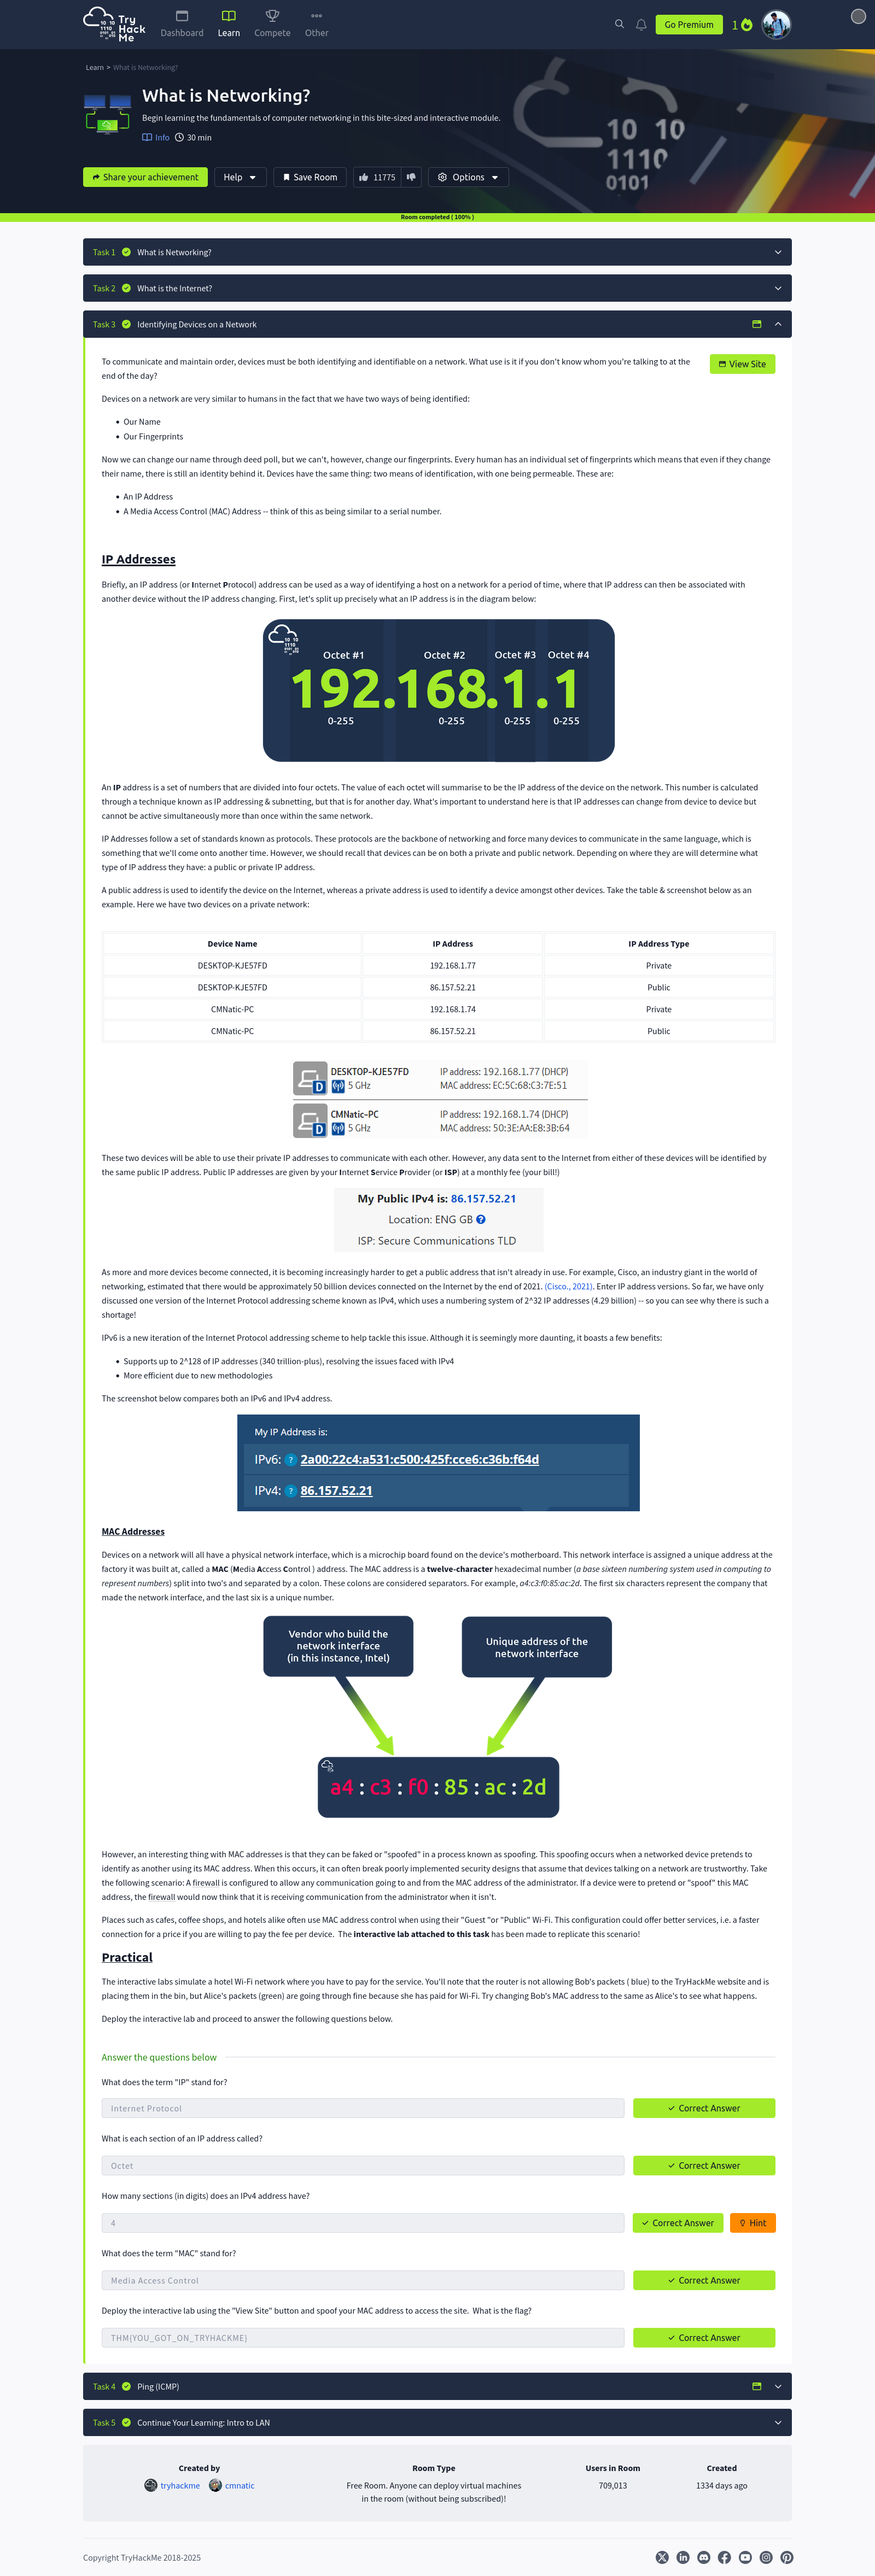 Try
Hack
Me
Dashboard
Learn
Compete
Other
Go Premium
1
Learn > What is Networking?
What is Networking?
Begin learning the fundamentals of computer networking in this bite-sized and interactive module.
Info 30 min
Share your achievement
Help
Save Room
11775
Options
Room completed ( 100% )
Task 1 What is Networking?
Task 2 What is the Internet?
Task 3 Identifying Devices on a Network
View Site
To communicate and maintain order, devices must be both identifying and identifiable on a network. What use is it if you don't know whom you're talking to at the
end of the day?
Devices on a network are very similar to humans in the fact that we have two ways of being identified:
• Our Name
• Our Fingerprints
Now we can change our name through deed poll, but we can't, however, change our fingerprints. Every human has an individual set of fingerprints which means that even if they change
their name, there is still an identity behind it. Devices have the same thing: two means of identification, with one being permeable. These are:
• An IP Address
• A Media Access Control (MAC) Address -- think of this as being similar to a serial number.
IP Addresses
Briefly, an IP address (or Internet Protocol) address can be used as a way of identifying a host on a network for a period of time, where that IP address can then be associated with
another device without the IP address changing. First, let's split up precisely what an IP address is in the diagram below:
Octet #1 Octet #2 Octet #3 Octet #4
192.168.1.1
0-255 0-255 0-255 0-255
An IP address is a set of numbers that are divided into four octets. The value of each octet will summarise to be the IP address of the device on the network. This number is calculated
through a technique known as IP addressing & subnetting, but that is for another day. What's important to understand here is that IP addresses can change from device to device but
cannot be active simultaneously more than once within the same network.
IP Addresses follow a set of standards known as protocols. These protocols are the backbone of networking and force many devices to communicate in the same language, which is
something that we'll come onto another time. However, we should recall that devices can be on both a private and public network. Depending on where they are will determine what
type of IP address they have: a public or private IP address.
A public address is used to identify the device on the Internet, whereas a private address is used to identify a device amongst other devices. Take the table & screenshot below as an
example. Here we have two devices on a private network:
Device Name IP Address IP Address Type
DESKTOP-KJE57FD 192.168.1.77 Private
DESKTOP-KJE57FD 86.157.52.21 Public
CMNatic-PC 192.168.1.74 Private
CMNatic-PC 86.157.52.21 Public
DESKTOP-KJE57FD IP address: 192.168.1.77 (DHCP)
D 5 GHz MAC address: EC:5C:68:C3:7E:51
CMNatic-PC IP address: 192.168.1.74 (DHCP)
D 5 GHz MAC address: 50:3E:AA:E8:3B:64
These two devices will be able to use their private IP addresses to communicate with each other. However, any data sent to the Internet from either of these devices will be identified by
the same public IP address. Public IP addresses are given by your Internet Service Provider (or ISP) at a monthly fee (your bill!)
My Public IPv4 is: 86.157.52.21
Location: ENG GB ?
ISP: Secure Communications TLD
As more and more devices become connected, it is becoming increasingly harder to get a public address that isn't already in use. For example, Cisco, an industry giant in the world of
networking, estimated that there would be approximately 50 billion devices connected on the Internet by the end of 2021. (Cisco., 2021). Enter IP address versions. So far, we have only
discussed one version of the Internet Protocol addressing scheme known as IPv4, which uses a numbering system of 2^32 IP addresses (4.29 billion) -- so you can see why there is such a
shortage!
IPv6 is a new iteration of the Internet Protocol addressing scheme to help tackle this issue. Although it is seemingly more daunting, it boasts a few benefits:
• Supports up to 2^128 of IP addresses (340 trillion-plus), resolving the issues faced with IPv4
• More efficient due to new methodologies
The screenshot below compares both an IPv6 and IPv4 address.
My IP Address is:
IPv6: ? 2a00:22c4:a531:c500:425f:cce6:c36b:f64d
IPv4: ? 86.157.52.21
MAC Addresses
Devices on a network will all have a physical network interface, which is a microchip board found on the device's motherboard. This network interface is assigned a unique address at the
factory it was built at, called a MAC (Media Access Control ) address. The MAC address is a twelve-character hexadecimal number (a base sixteen numbering system used in computing to
represent numbers) split into two's and separated by a colon. These colons are considered separators. For example, a4:c3:f0:85:ac:2d. The first six characters represent the company that
made the network interface, and the last six is a unique number.
Vendor who build the
network interface
(in this instance, Intel)
Unique address of the
network interface
a4 : c3 : f0 : 85 : ac : 2d
However, an interesting thing with MAC addresses is that they can be faked or "spoofed" in a process known as spoofing. This spoofing occurs when a networked device pretends to
identify as another using its MAC address. When this occurs, it can often break poorly implemented security designs that assume that devices talking on a network are trustworthy. Take
the following scenario: A firewall is configured to allow any communication going to and from the MAC address of the administrator. If a device were to pretend or "spoof" this MAC
address, the firewall would now think that it is receiving communication from the administrator when it isn't.
Places such as cafes, coffee shops, and hotels alike often use MAC address control when using their "Guest "or "Public" Wi-Fi. This configuration could offer better services, i.e. a faster
connection for a price if you are willing to pay the fee per device. The interactive lab attached to this task has been made to replicate this scenario!
Practical
The interactive labs simulate a hotel Wi-Fi network where you have to pay for the service. You'll note that the router is not allowing Bob's packets ( blue) to the TryHackMe website and is
placing them in the bin, but Alice's packets (green) are going through fine because she has paid for Wi-Fi. Try changing Bob's MAC address to the same as Alice's to see what happens.
Deploy the interactive lab and proceed to answer the following questions below.
Answer the questions below
What does the term "IP" stand for?
Internet Protocol Correct Answer
What is each section of an IP address called?
Octet Correct Answer
How many sections (in digits) does an IPv4 address have?
4 Correct Answer Hint
What does the term "MAC" stand for?
Media Access Control Correct Answer
Deploy the interactive lab using the "View Site" button and spoof your MAC address to access the site. What is the flag?
THM{YOU_GOT_ON_TRYHACKME} Correct Answer
Task 4 Ping (ICMP)
Task 5 Continue Your Learning: Intro to LAN
Created by Room Type Users in Room Created
tryhackme cmnatic Free Room. Anyone can deploy virtual machines 709,013 1334 days ago
in the room (without being subscribed)!
Copyright TryHackMe 2018-2025